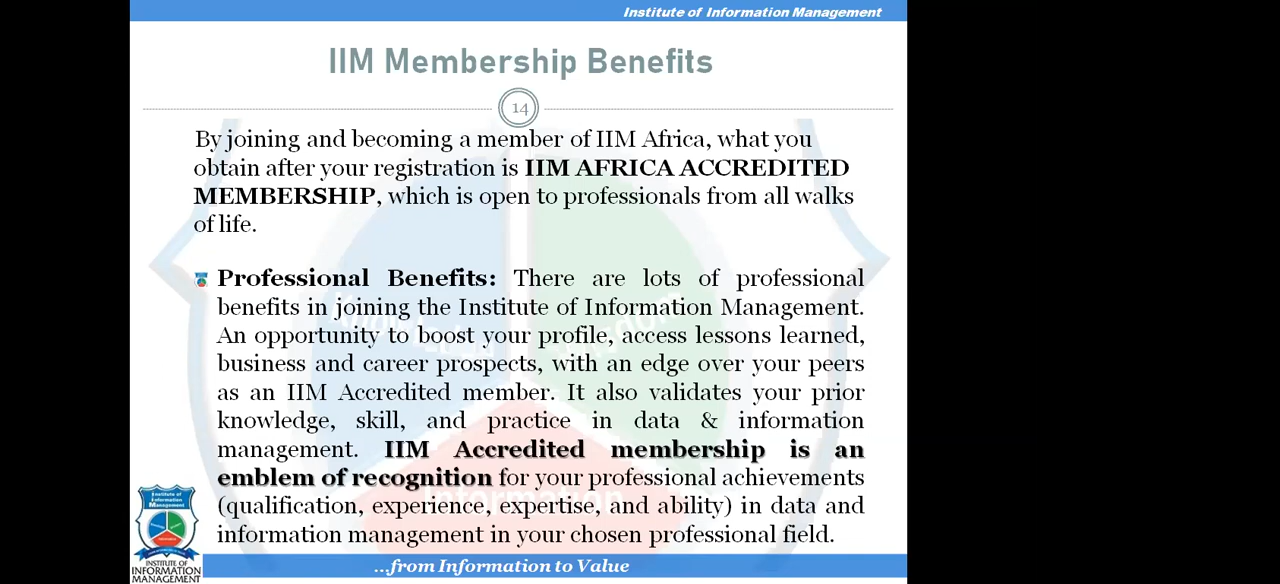 Institute of Information Management
IIM Membership Benefits
14
By joining and becoming a member of IIM Africa, what you
obtain after your registration is IIM AFRICA ACCREDITED
MEMBERSHIP, which is open to professionals from all walks
of life.
Professional Benefits: There are lots of professional
benefits in joining the Institute of Information Management.
An opportunity to boost your profile, access lessons learned,
business and career prospects, with an edge over your peers
as an IIM Accredited member. It also validates your prior
knowledge, skill, and practice in data & information
management. IIM Accredited membership is an
emblem of recognition for your professional achievements
(qualification, experience, expertise, and ability) in data and
information management in your chosen professional field.
Institute of
Information
Management
INSTITUTE OF
INFORMATION
MANAGEMENT
...from Information to Value